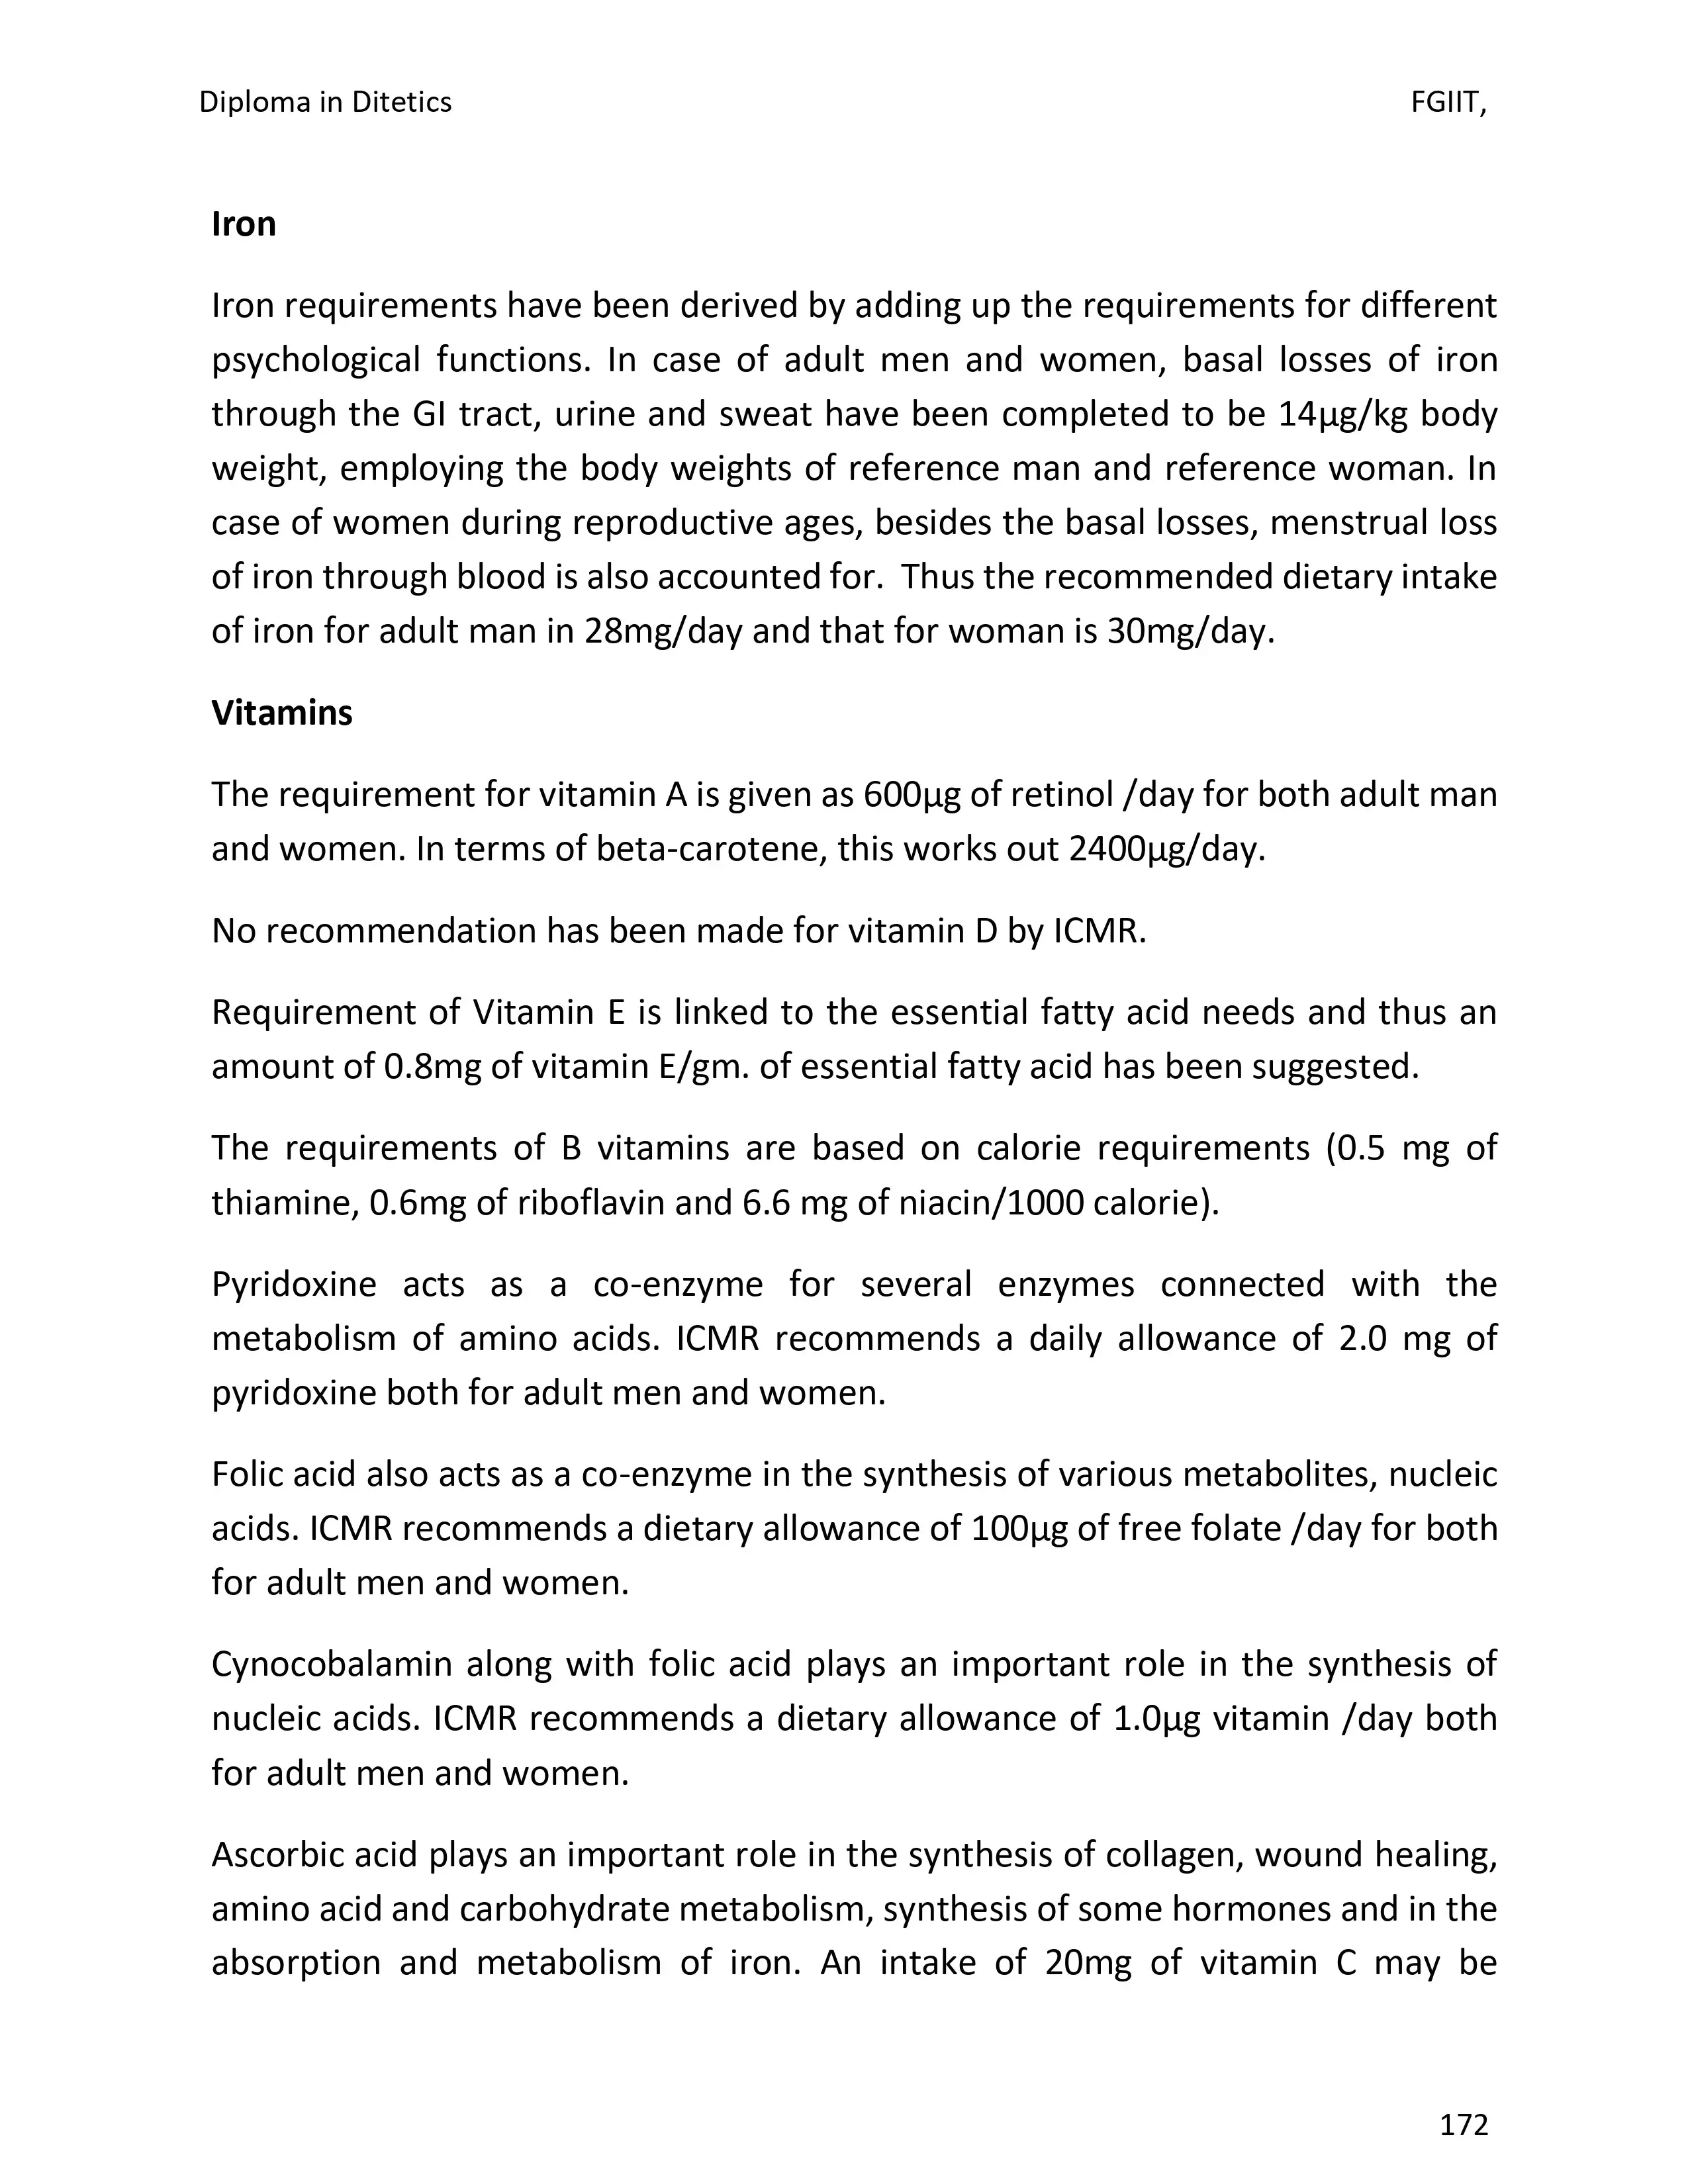 Diploma in Ditetics FGIIT,
Iron
Iron requirements have been derived by adding up the requirements for different
psychological functions. In case of adult men and women, basal losses of iron
through the GI tract, urine and sweat have been completed to be 14µg/kg body
weight, employing the body weights of reference man and reference woman. In
case of women during reproductive ages, besides the basal losses, menstrual loss
of iron through blood is also accounted for.  Thus the recommended dietary intake
of iron for adult man in 28mg/day and that for woman is 30mg/day.
Vitamins
The requirement for vitamin A is given as 600µg of retinol /day for both adult man
and women. In terms of beta-carotene, this works out 2400µg/day.
No recommendation has been made for vitamin D by ICMR.
Requirement of Vitamin E is linked to the essential fatty acid needs and thus an
amount of 0.8mg of vitamin E/gm. of essential fatty acid has been suggested.
The requirements of B vitamins are based on calorie requirements (0.5 mg of
thiamine, 0.6mg of riboflavin and 6.6 mg of niacin/1000 calorie).
Pyridoxine acts as a co-enzyme for several enzymes connected with the
metabolism of amino acids. ICMR recommends a daily allowance of 2.0 mg of
pyridoxine both for adult men and women.
Folic acid also acts as a co-enzyme in the synthesis of various metabolites, nucleic
acids. ICMR recommends a dietary allowance of 100µg of free folate /day for both
for adult men and women.
Cynocobalamin along with folic acid plays an important role in the synthesis of
nucleic acids. ICMR recommends a dietary allowance of 1.0µg vitamin /day both
for adult men and women.
Ascorbic acid plays an important role in the synthesis of collagen, wound healing,
amino acid and carbohydrate metabolism, synthesis of some hormones and in the
absorption and metabolism of iron. An intake of 20mg of vitamin C may be
172